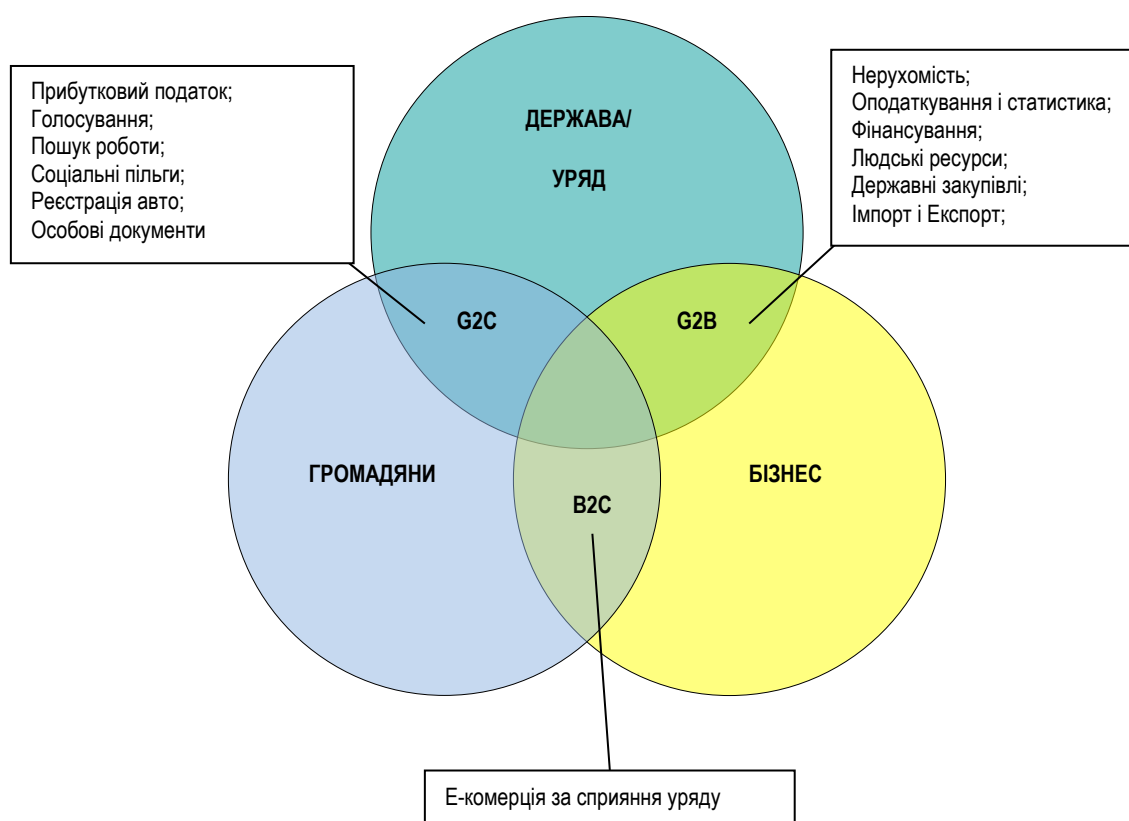 Прибутковий податок;
Голосування;
Пошук роботи;
Соціальні пільги;
Реєстрація авто;
Особові документи
ДЕРЖАВА/
УРЯД
Нерухомість;
Оподаткування і статистика;
Фінансування;
Людські ресурси;
Державні закупівлі;
Імпорт і Експорт;
G2C
G2B
ГРОМАДЯНИ
БІЗНЕС
B2C
Е-комерція за сприяння уряду